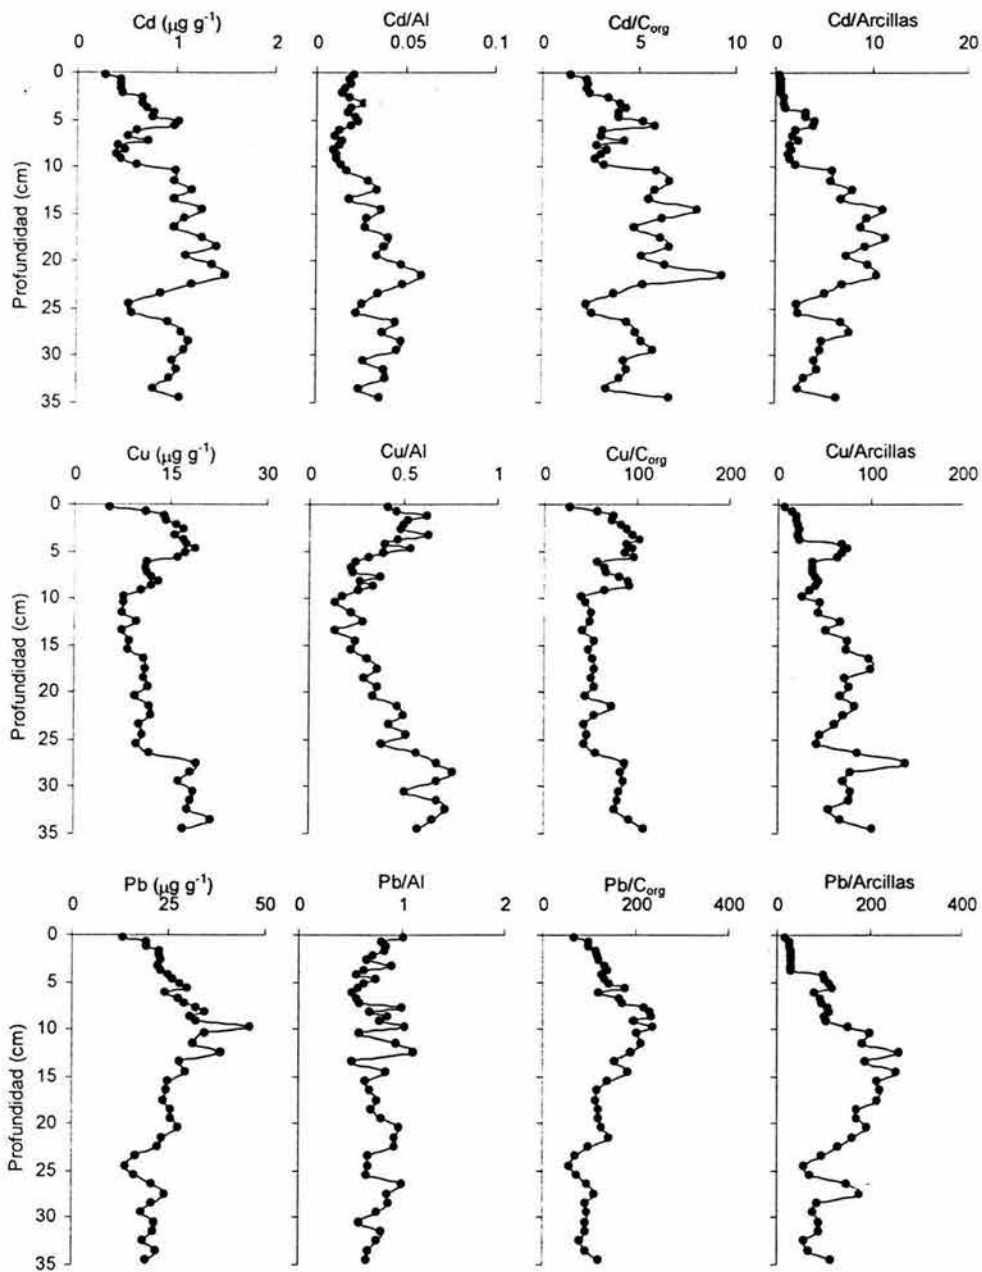 Cd (µg g⁻¹) Cd/Al Cd/C_org Cd/Arcillas
0 1 2 0 0.05 0.1 0 5 10 0 10 20
0
5
10
15
20
25
30
35
Profundidad (cm)
Cu (µg g⁻¹) Cu/Al Cu/C_org Cu/Arcillas
0 15 30 0 0.5 1 0 100 200 0 100 200
0
5
10
15
20
25
30
35
Profundidad (cm)
Pb (µg g⁻¹) Pb/Al Pb/C_org Pb/Arcillas
0 25 50 0 1 2 0 200 400 0 200 400
0
5
10
15
20
25
30
35
Profundidad (cm)